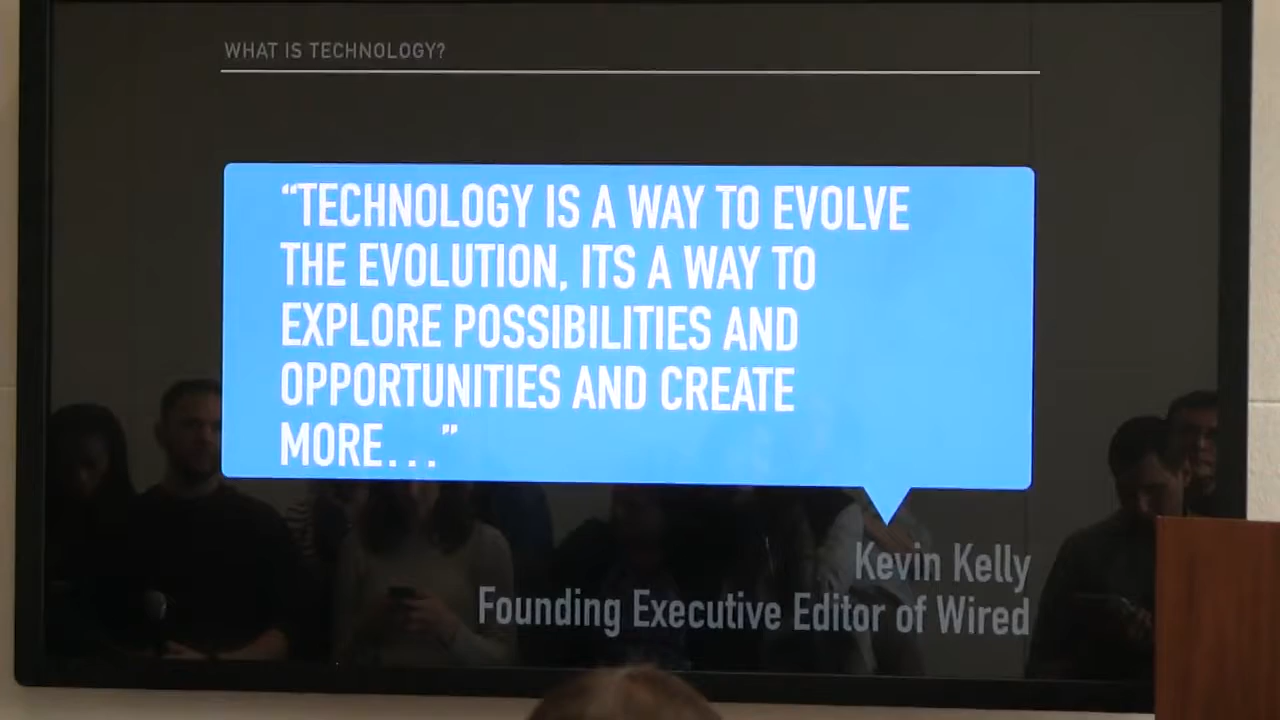 WHAT IS TECHNOLOGY?
“TECHNOLOGY IS A WAY TO EVOLVE
THE EVOLUTION, ITS A WAY TO
EXPLORE POSSIBILITIES AND
OPPORTUNITIES AND CREATE
MORE...”
Kevin Kelly
Founding Executive Editor of Wired